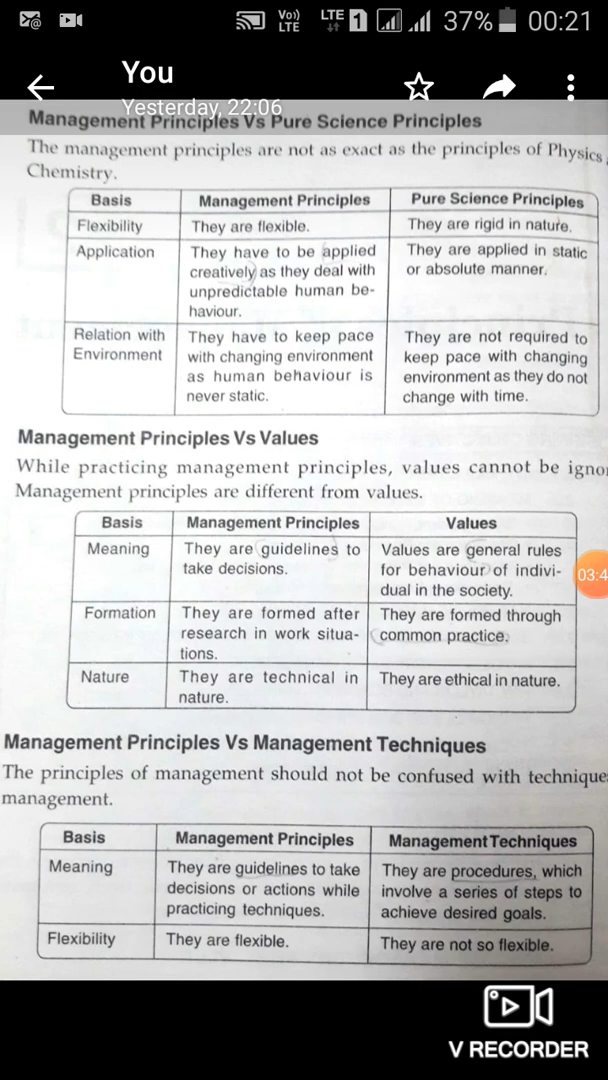 Vo)) LTE LTE 1 37% 00:21
You
Yesterday, 22:06
Management Principles Vs Pure Science Principles
The management principles are not as exact as the principles of Physics
Chemistry.
Basis Management Principles Pure Science Principles
Flexibility They are flexible. They are rigid in nature.
Application They have to be applied They are applied in static
creatively as they deal with or absolute manner.
unpredictable human be-
haviour.
Relation with They have to keep pace They are not required to
Environment with changing environment keep pace with changing
as human behaviour is environment as they do not
never static. change with time.
Management Principles Vs Values
While practicing management principles, values cannot be igno
Management principles are different from values.
Basis Management Principles Values
Meaning They are guidelines to Values are general rules
take decisions. for behaviour of indivi-
dual in the society.
03:4
Formation They are formed after They are formed through
research in work situa- common practice.
tions.
Nature They are technical in They are ethical in nature.
nature.
Management Principles Vs Management Techniques
The principles of management should not be confused with technique
management.
Basis Management Principles Management Techniques
Meaning They are guidelines to take They are procedures, which
decisions or actions while involve a series of steps to
practicing techniques. achieve desired goals.
Flexibility They are flexible. They are not so flexible.
V RECORDER